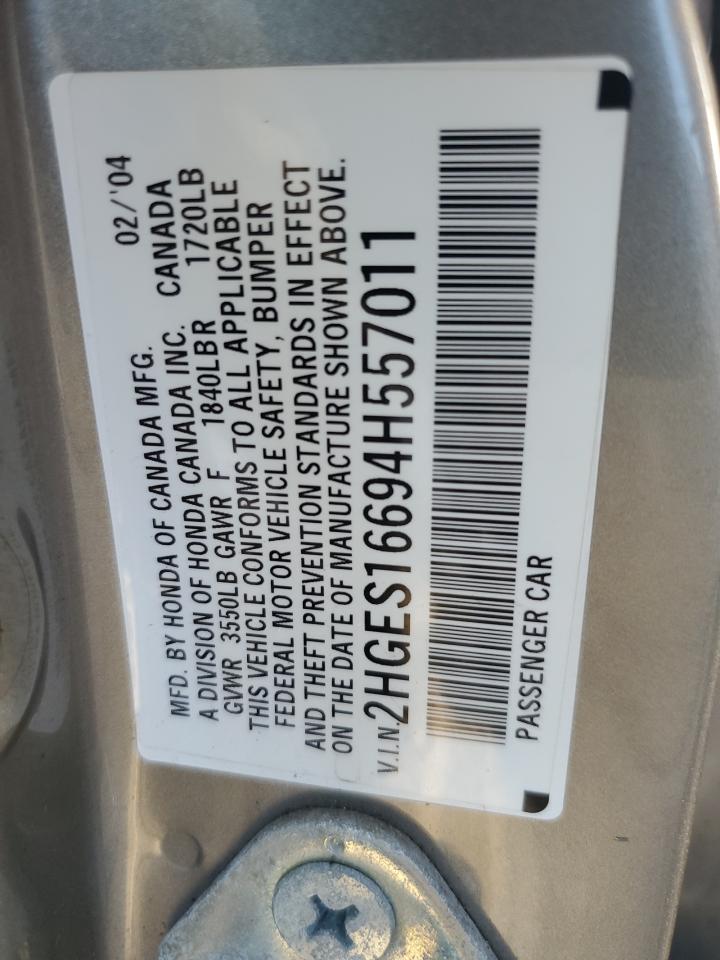 MFD. BY HONDA OF CANADA MFG. 02/'04
A DIVISION OF HONDA CANADA INC. CANADA
GVWR 3550LB GAWR F 1840LBR 1720LB
THIS VEHICLE CONFORMS TO ALL APPLICABLE
FEDERAL MOTOR VEHICLE SAFETY, BUMPER
AND THEFT PREVENTION STANDARDS IN EFFECT
ON THE DATE OF MANUFACTURE SHOWN ABOVE.
V.I.N. 2HGES16694H557011
PASSENGER CAR